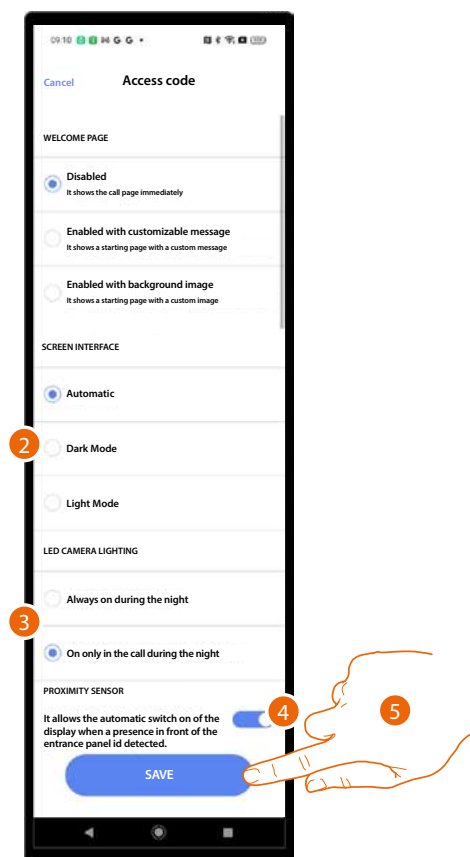 09:10 G G •
Cancel Access code
WELCOME PAGE
Disabled
It shows the call page immediately
Enabled with customizable message
It shows a starting page with a custom message
Enabled with background image
It shows a starting page with a custom image
SCREEN INTERFACE
Automatic
2 Dark Mode
Light Mode
LED CAMERA LIGHTING
Always on during the night
3
On only in the call during the night
PROXIMITY SENSOR
It allows the automatic switch on of the
display when a presence in front of the
entrance panel id detected.
4
5
SAVE